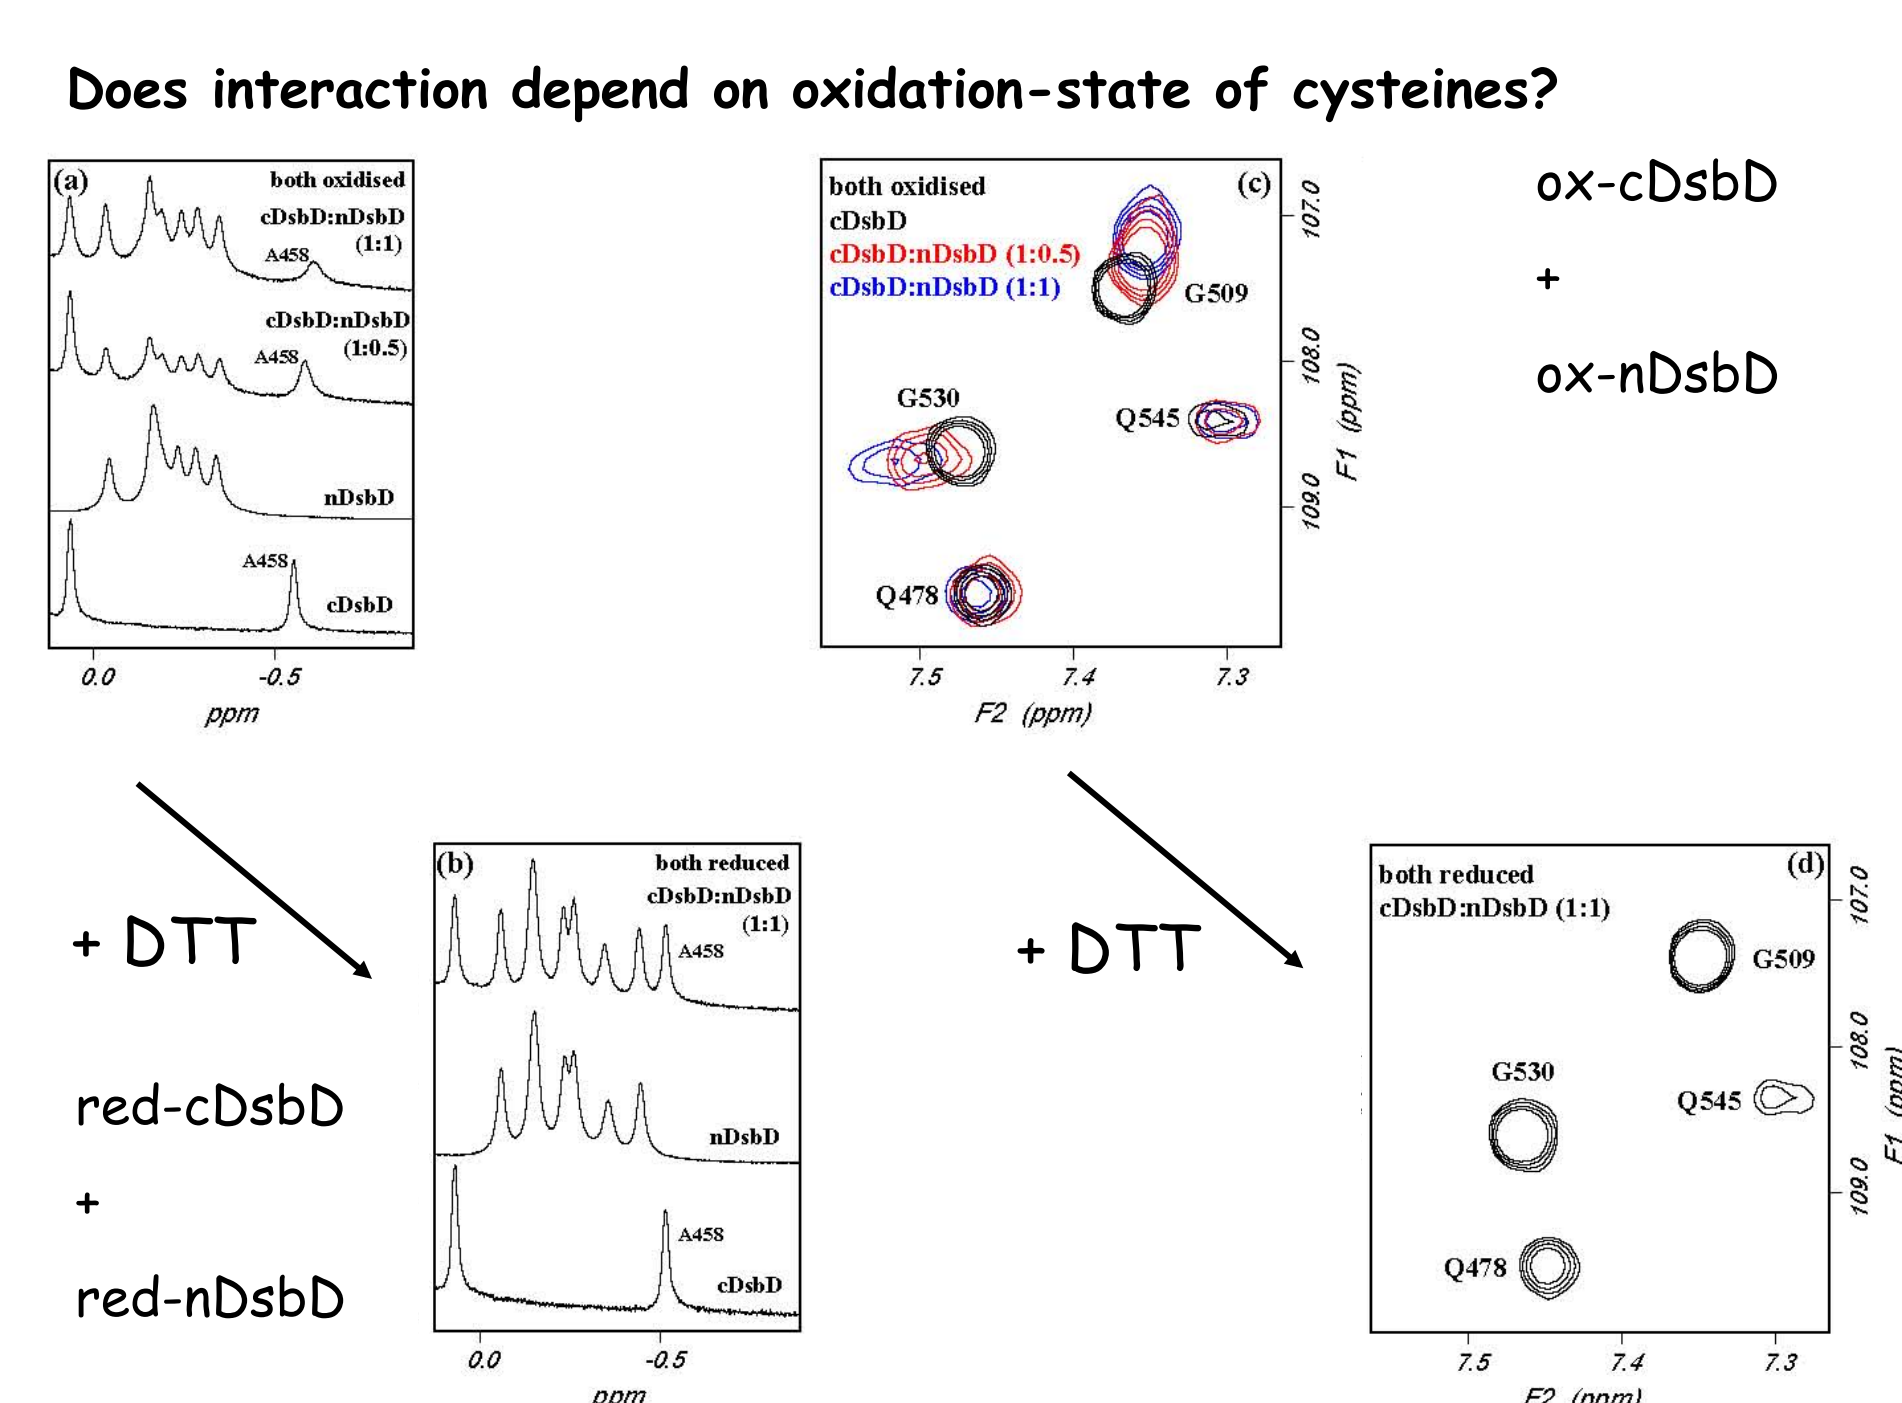 Does interaction depend on oxidation-state of cysteines?
(a)
both oxidised
cDsbD:nDsbD
(1:1)
A458
cDsbD:nDsbD
(1:0.5)
A458
nDsbD
A458
cDsbD
0.0 -0.5
ppm
both oxidised (c)
cDsbD
cDsbD:nDsbD (1:0.5)
cDsbD:nDsbD (1:1)
G509
G530
Q545
Q478
107.0
108.0
109.0
F1 (ppm)
7.5 7.4 7.3
F2 (ppm)
ox-cDsbD
+
ox-nDsbD
+ DTT
red-cDsbD
+
red-nDsbD
(b)
both reduced
cDsbD:nDsbD
(1:1)
A458
nDsbD
A458
cDsbD
0.0 -0.5
ppm
+ DTT
(d)
both reduced
cDsbD:nDsbD (1:1)
G509
G530
Q545
Q478
107.0
108.0
109.0
F1 (ppm)
7.5 7.4 7.3
F2 (ppm)